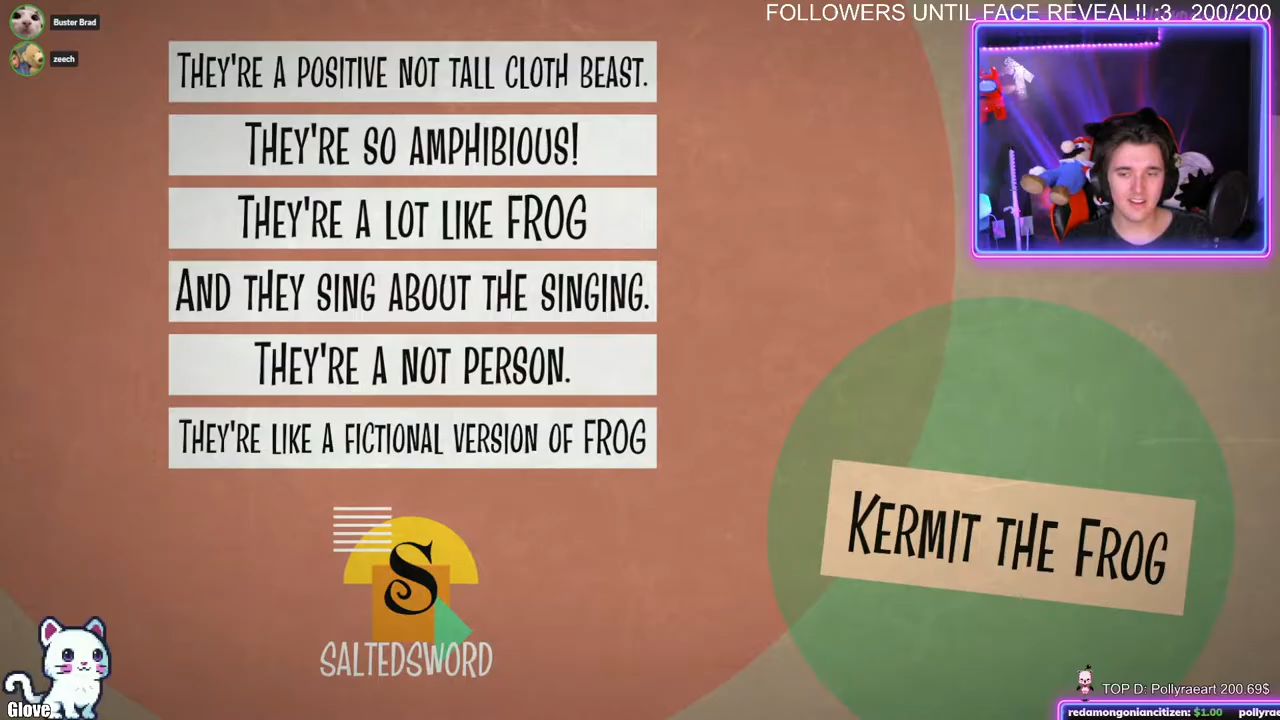 Buster Brad
zeech
FOLLOWERS UNTIL FACE REVEAL!! :3 200/200
THEY'RE A POSITIVE NOT TALL CLOTH BEAST.
THEY'RE SO AMPHIBIOUS!
THEY'RE A LOT LIKE FROG
AND THEY SING ABOUT THE SINGING.
THEY'RE A NOT PERSON.
THEY'RE LIKE A FICTIONAL VERSION OF FROG
KERMIT THE FROG
S
SALTEDSWORD
Glove
TOP D: Pollyraeart 200.69$
redamongoniancitizen: $1.00 pollyra